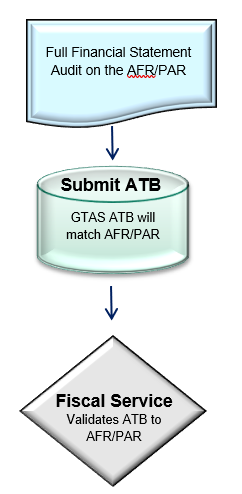 Full Financial Statement
Audit on the AFR/PAR
Submit ATB
GTAS ATB will
match AFR/PAR
Fiscal Service
Validates ATB to
AFR/PAR